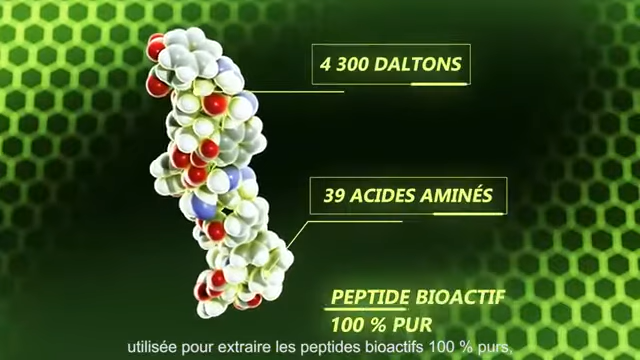 4 300 DALTONS
39 ACIDES AMINÉS
PEPTIDE BIOACTIF
100 % PUR
utilisée pour extraire les peptides bioactifs 100 % purs.